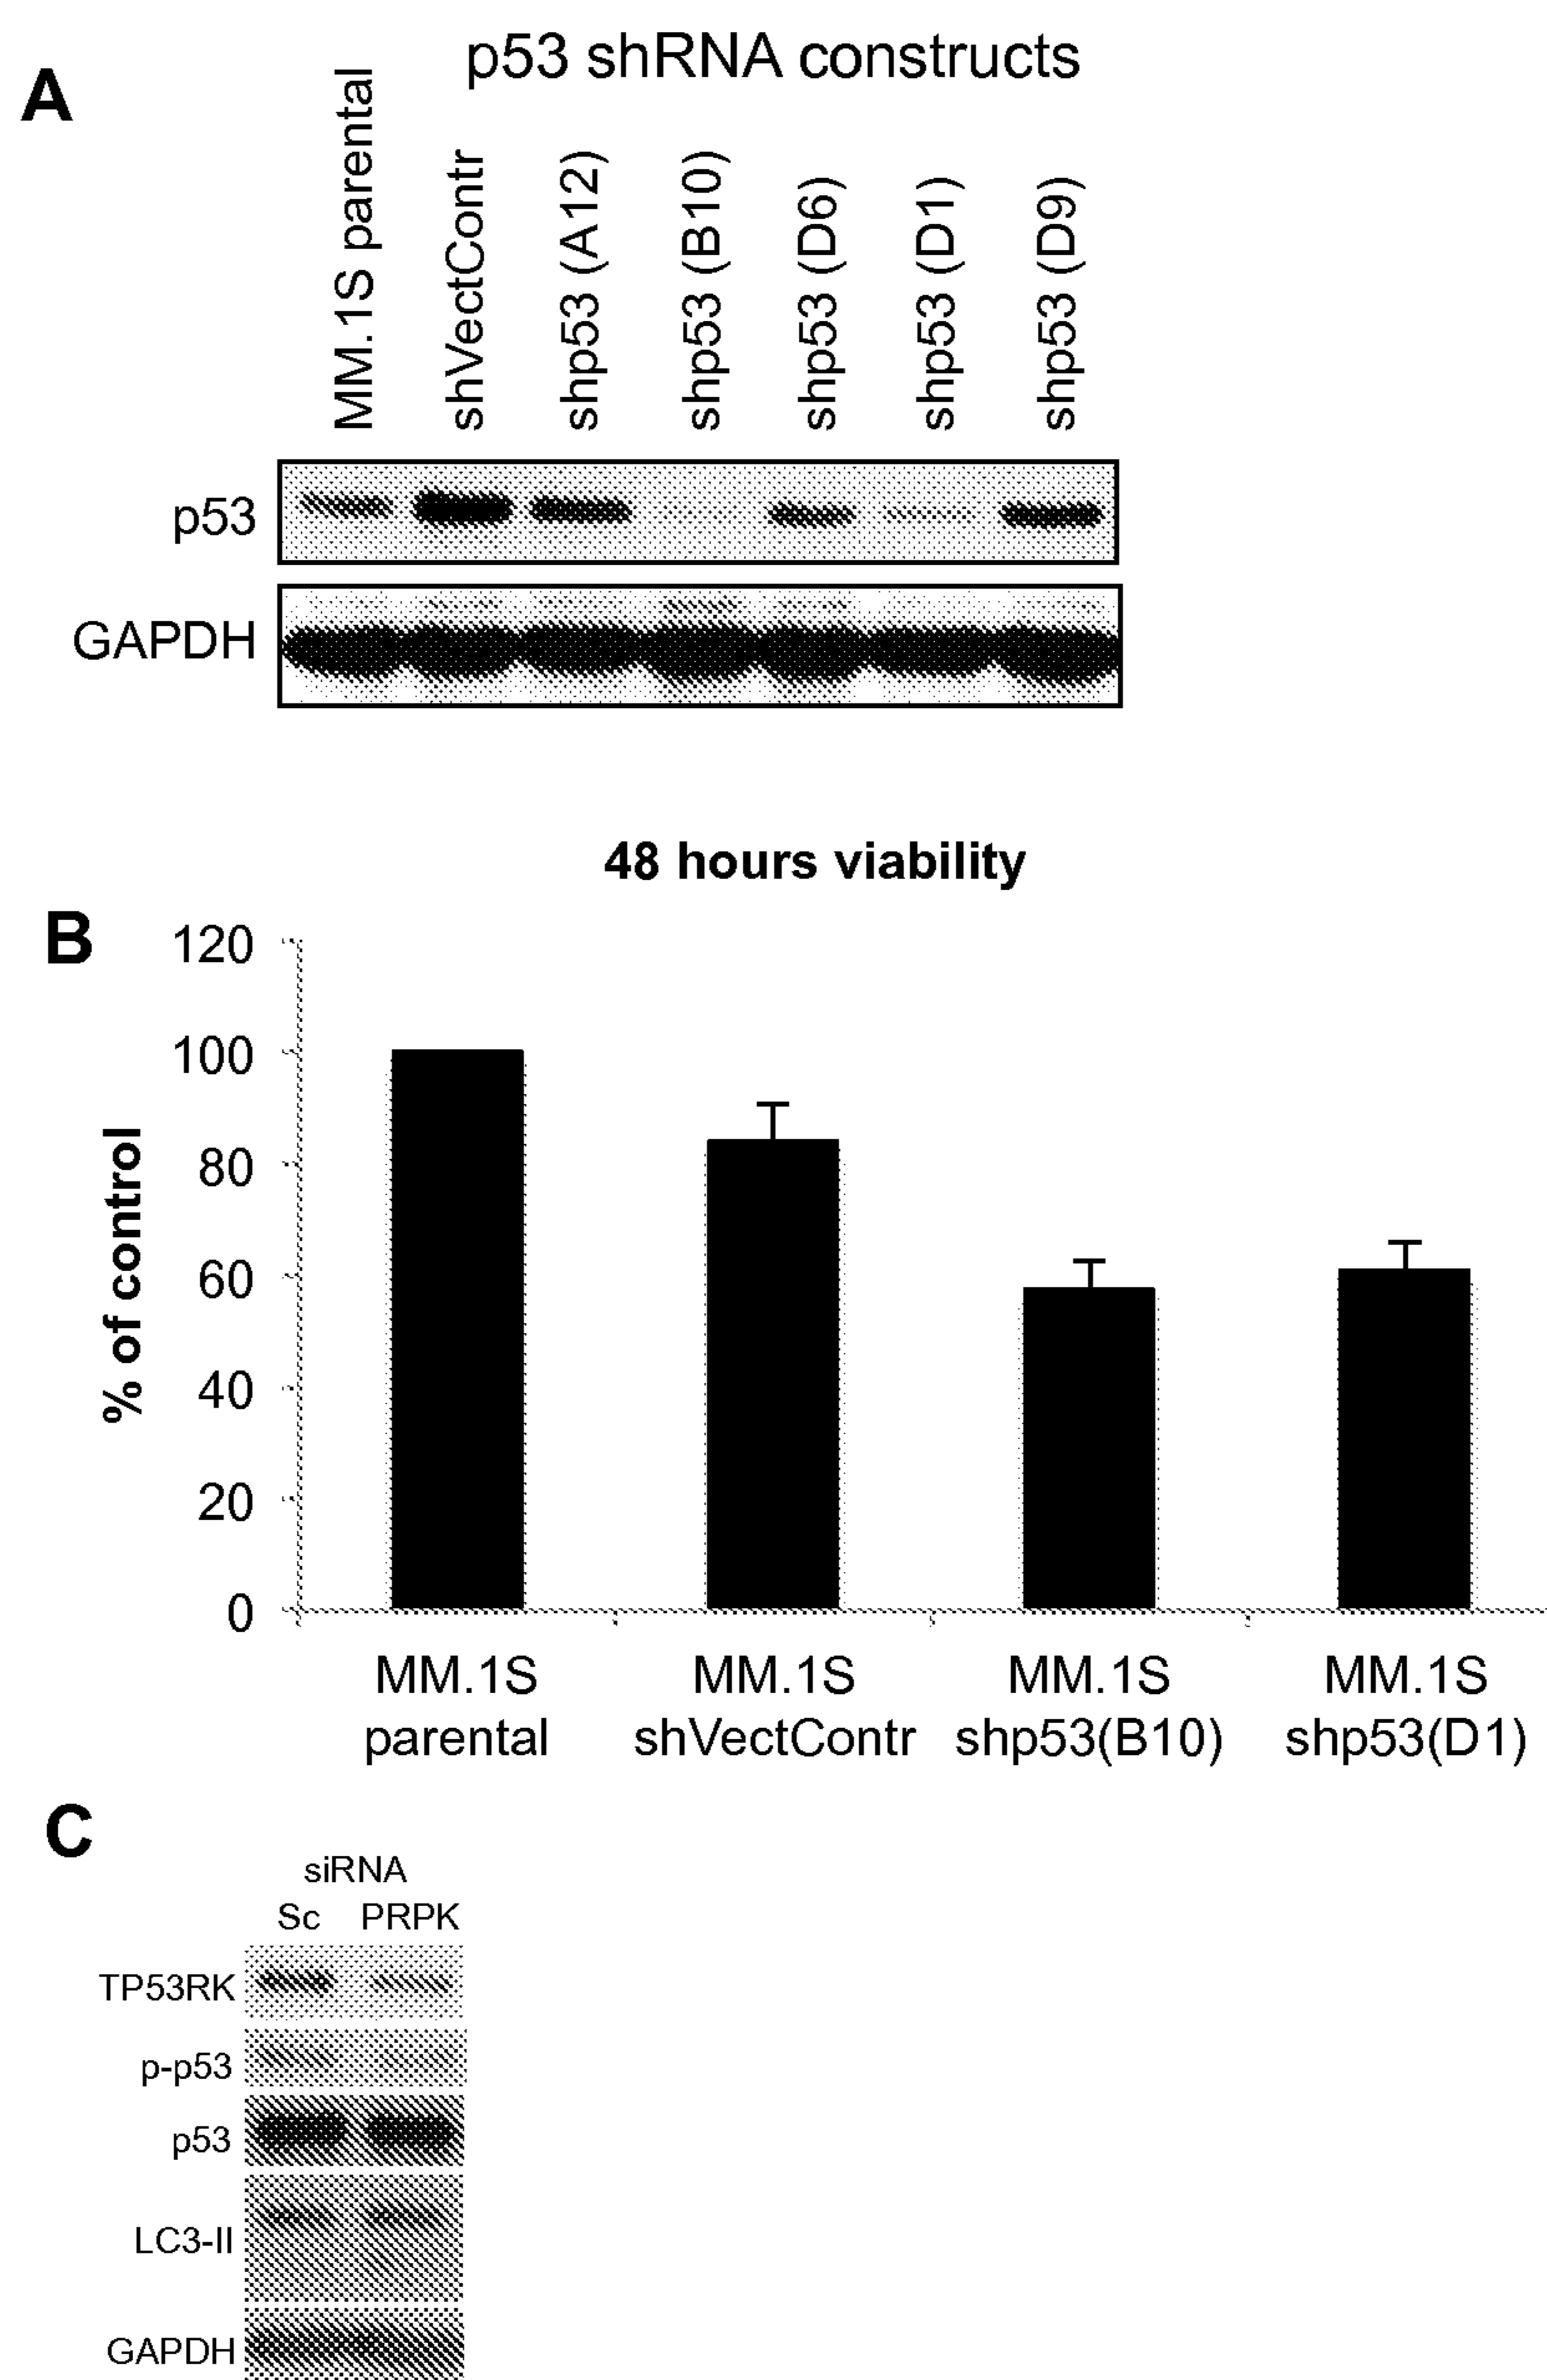 A
p53 shRNA constructs
MM.1S parental
shVectContr
shp53 (A12)
shp53 (B10)
shp53 (D6)
shp53 (D1)
shp53 (D9)
p53
GAPDH
48 hours viability
B
120
100
80
60
40
20
0
% of control
MM.1S parental
MM.1S shVectContr
MM.1S shp53(B10)
MM.1S shp53(D1)
C
siRNA
Sc PRPK
TP53RK
p-p53
p53
LC3-II
GAPDH